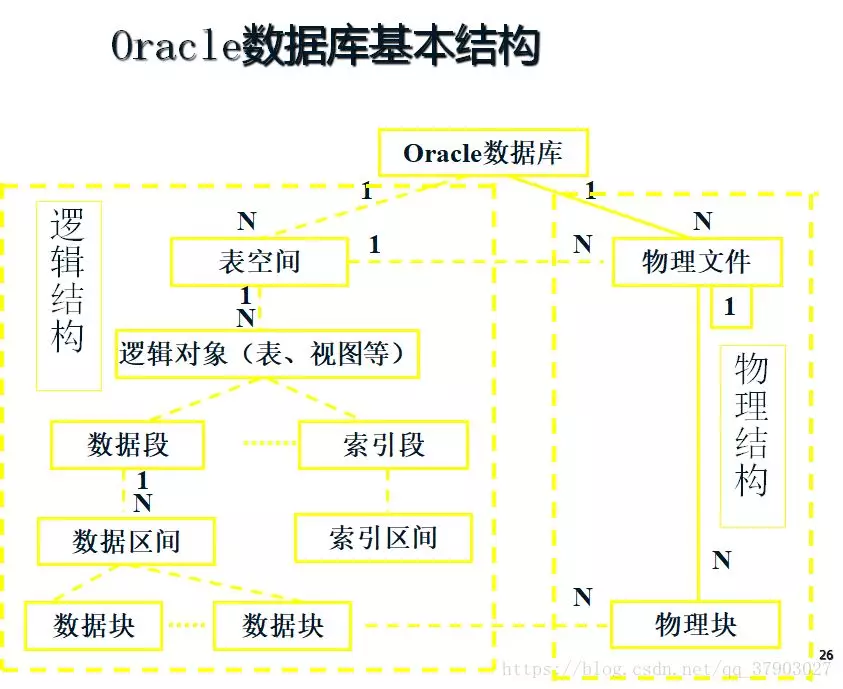 Oracle数据库基本结构
Oracle数据库
1 1
N N
逻辑结构
表空间
1 N
物理文件
1
N
1
逻辑对象（表、视图等）
物理结构
数据段
索引段
1
N
数据区间
索引区间
N
N
数据块
数据块
物理块
26
https://blog.csdn.net/qq_37903027